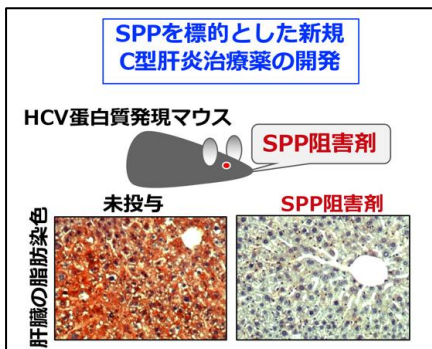 SPPを標的とした新規
C型肝炎治療薬の開発
HCV蛋白質発現マウス
SPP阻害剤
未投与
SPP阻害剤
肝臓の脂肪染色